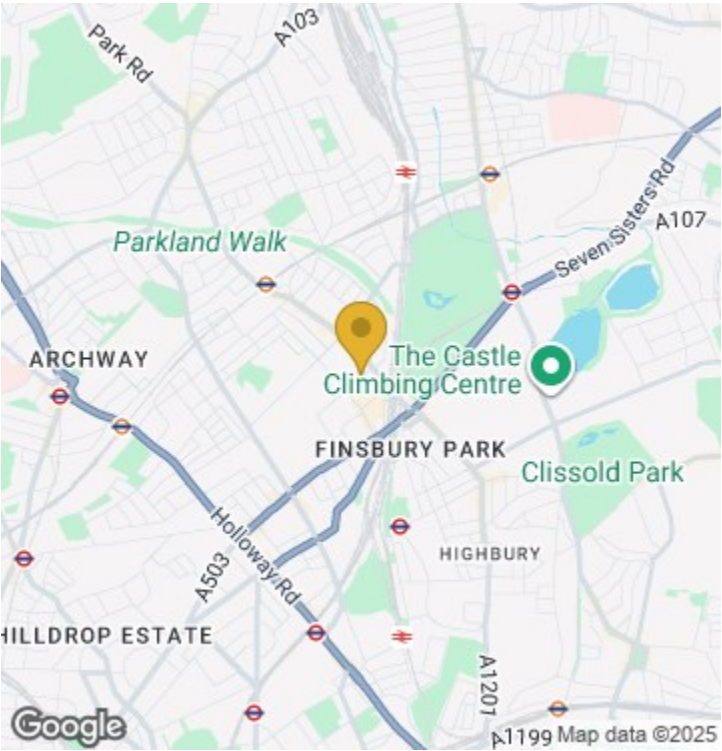 A103
Park Rd
Seven Sisters Rd
A107
Parkland Walk
ARCHWAY
The Castle
Climbing Centre
FINSBURY PARK
Clissold Park
Holloway Rd
A503
HIGHBURY
HILLDROP ESTATE
A1201
A1199
Google
Map data ©2025